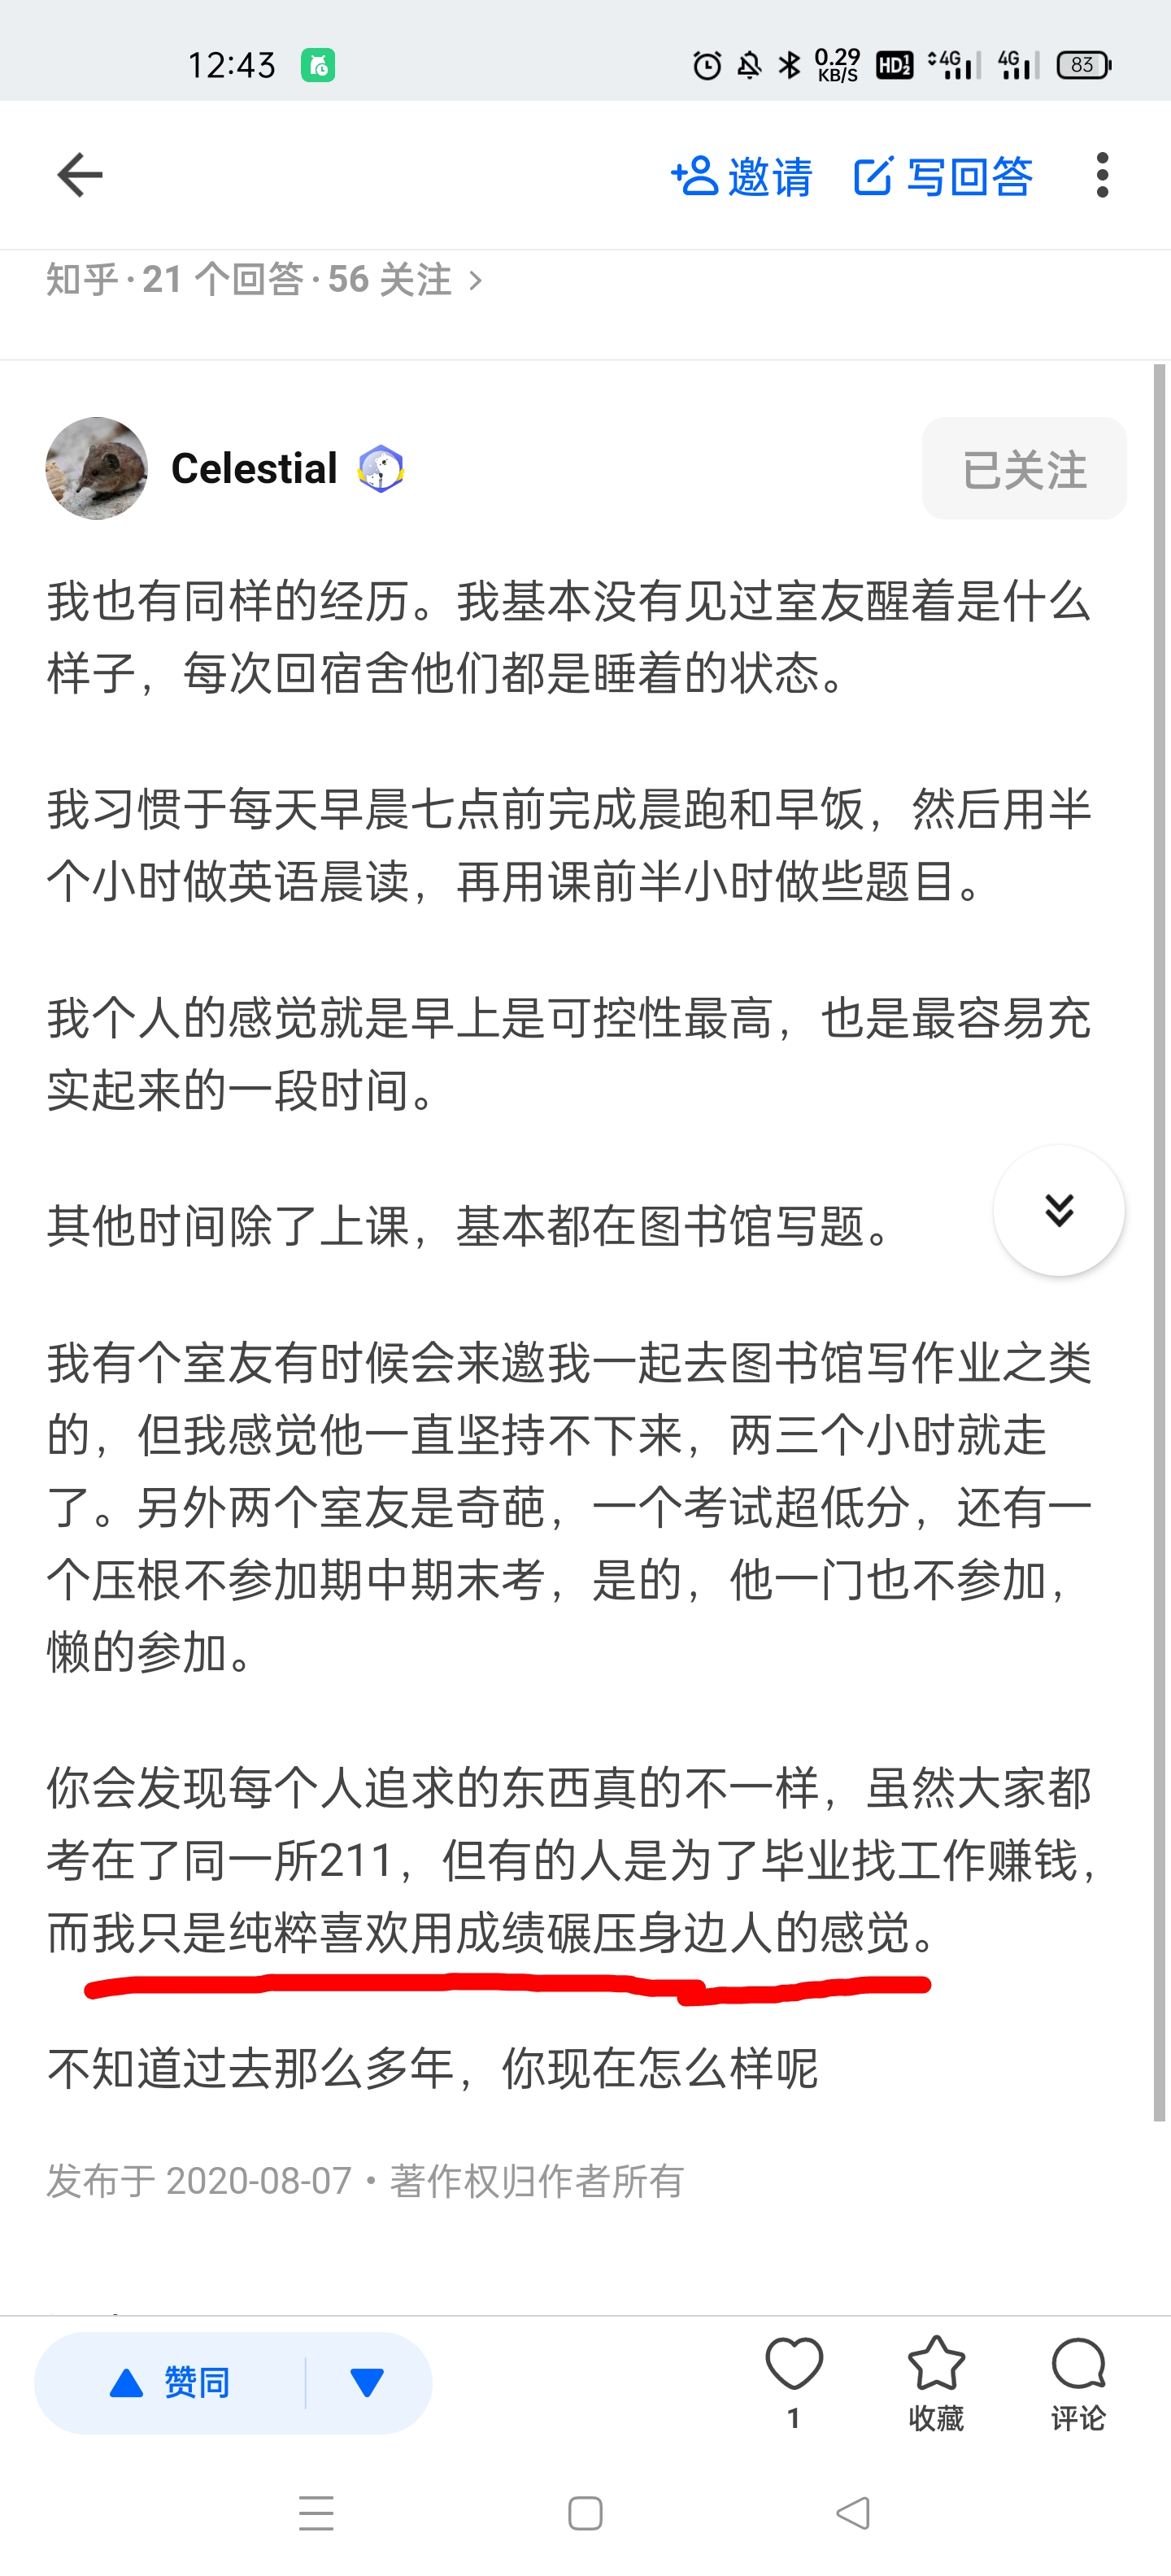 12:43 0.29 KB/S HD 1 2 4G 4G 83
邀请 写回答
知乎·21 个回答·56 关注 >
Celestial 已关注
我也有同样的经历。我基本没有见过室友醒着是什么
样子，每次回宿舍他们都是睡着的状态。
我习惯于每天早晨七点前完成晨跑和早饭，然后用半
个小时做英语晨读，再用课前半小时做些题目。
我个人的感觉就是早上是可控性最高，也是最容易充
实起来的一段时间。
其他时间除了上课，基本都在图书馆写题。
我有个室友有时候会来邀我一起去图书馆写作业之类
的，但我感觉他一直坚持不下来，两三个小时就走
了。另外两个室友是奇葩，一个考试超低分，还有一
个压根不参加期中期末考，是的，他一门也不参加，
懒的参加。
你会发现每个人追求的东西真的不一样，虽然大家都
考在了同一所211，但有的人是为了毕业找工作赚钱，
而我只是纯粹喜欢用成绩碾压身边人的感觉。
不知道过去那么多年，你现在怎么样呢
发布于 2020-08-07 · 著作权归作者所有
赞同 1 收藏 评论